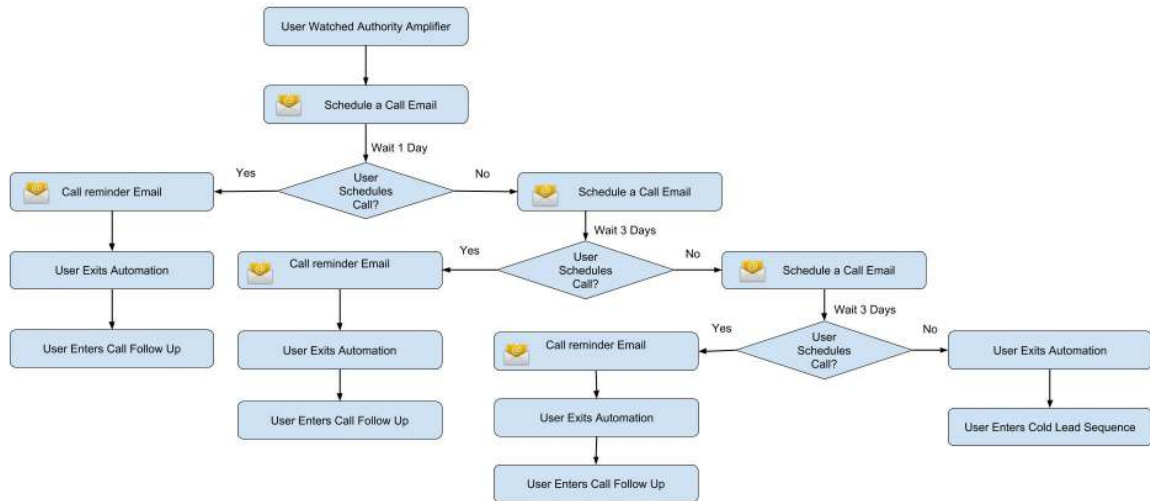 User Watched Authority Amplifier
Schedule a Call Email
Wait 1 Day
Yes
User
Schedules
Call?
No
Call reminder Email
Schedule a Call Email
Wait 3 Days
User Exits Automation
Yes
User
Schedules
Call?
No
Call reminder Email
Schedule a Call Email
Wait 3 Days
User Enters Call Follow Up
User Exits Automation
Yes
User
Schedules
Call?
No
Call reminder Email
User Exits Automation
User Enters Call Follow Up
User Exits Automation
User Enters Cold Lead Sequence
User Enters Call Follow Up